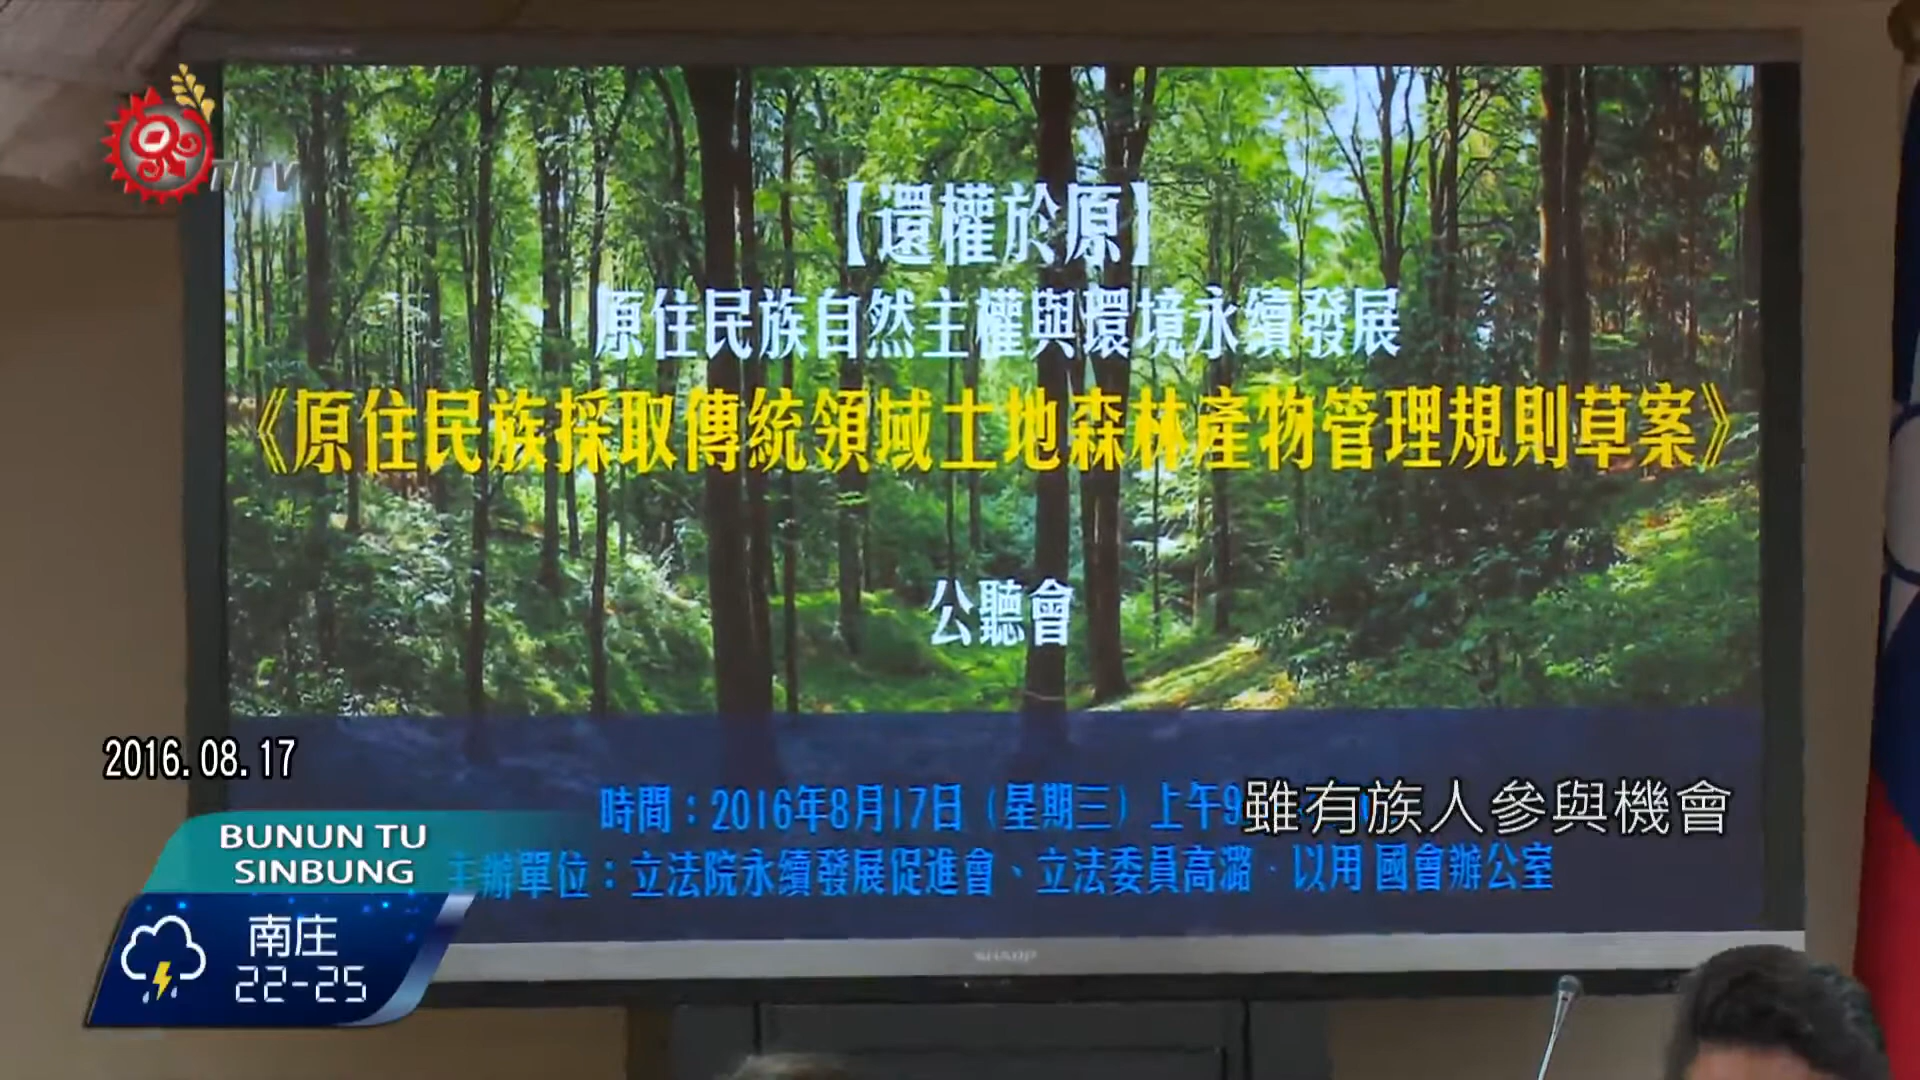 TITV
【還權於原】
原住民族自然主權與環境永續發展
《原住民族採取傳統領域土地森林產物管理規則草案》
公聽會
2016.08.17
時間：2016年8月17日（星期三）上午9
雖有族人參與機會
主辦單位：立法院永續發展促進會、立法委員高潞·以用 國會辦公室
BUNUN TU
SINBUNG
南庄
22-25
SHARP